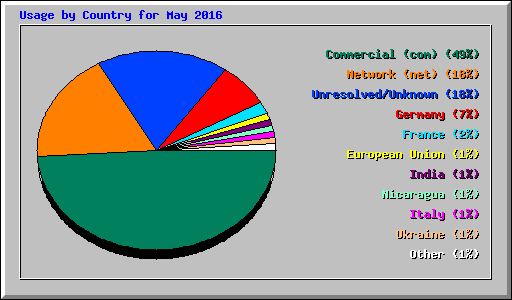 Usage by Country for May 2016
Commercial (com) (49%)
Network (net) (18%)
Unresolved/Unknown (18%)
Germany (7%)
France (2%)
European Union (1%)
India (1%)
Nicaragua (1%)
Italy (1%)
Ukraine (1%)
Other (1%)